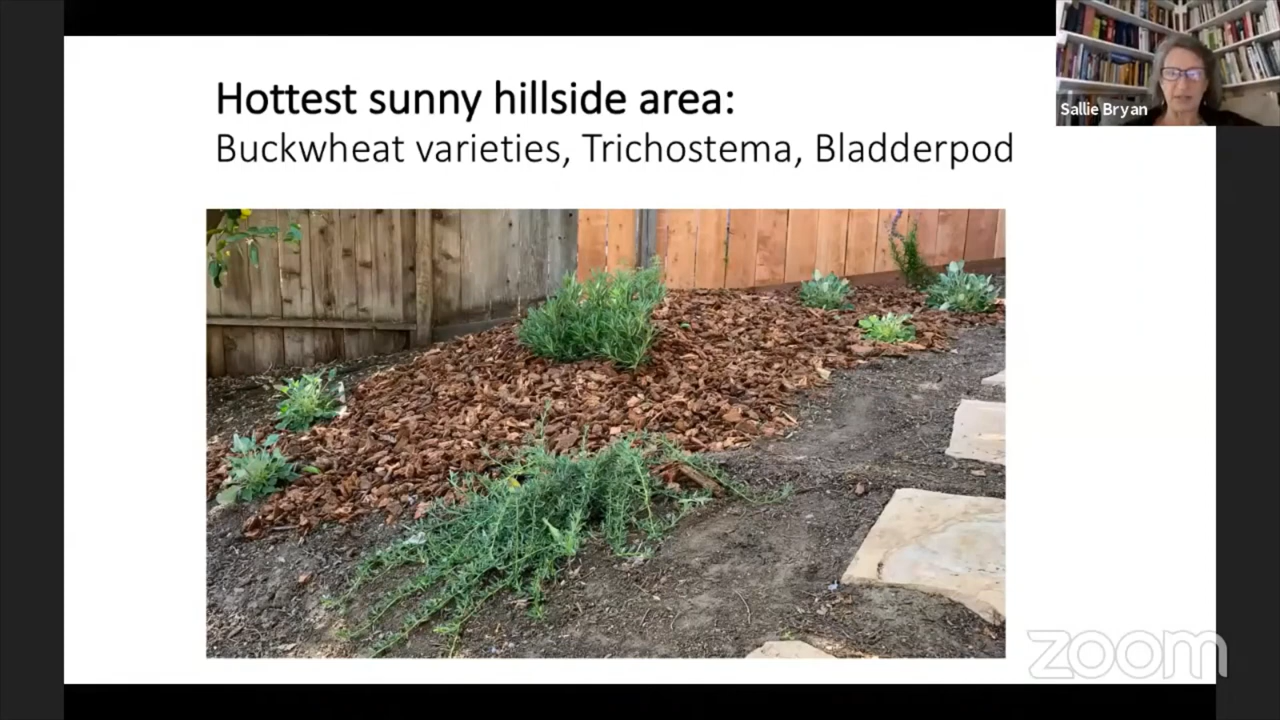 Hottest sunny hillside area:
Buckwheat varieties, Trichostema, Bladderpod
Sallie Bryan
zoom